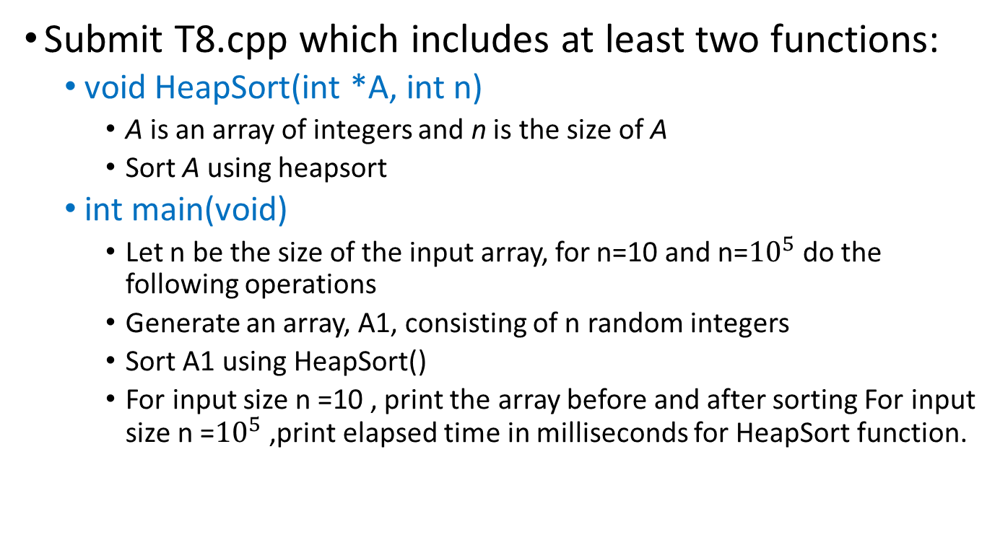 • Submit T8.cpp which includes at least two functions:
• void HeapSort(int *A, int n)
• A is an array of integers and n is the size of A
• Sort A using heapsort
• int main(void)
• Let n be the size of the input array, for n=10 and n=10⁵ do the
following operations
• Generate an array, A1, consisting of n random integers
• Sort A1 using HeapSort()
• For input size n =10 , print the array before and after sorting For input
size n =10⁵ ,print elapsed time in milliseconds for HeapSort function.